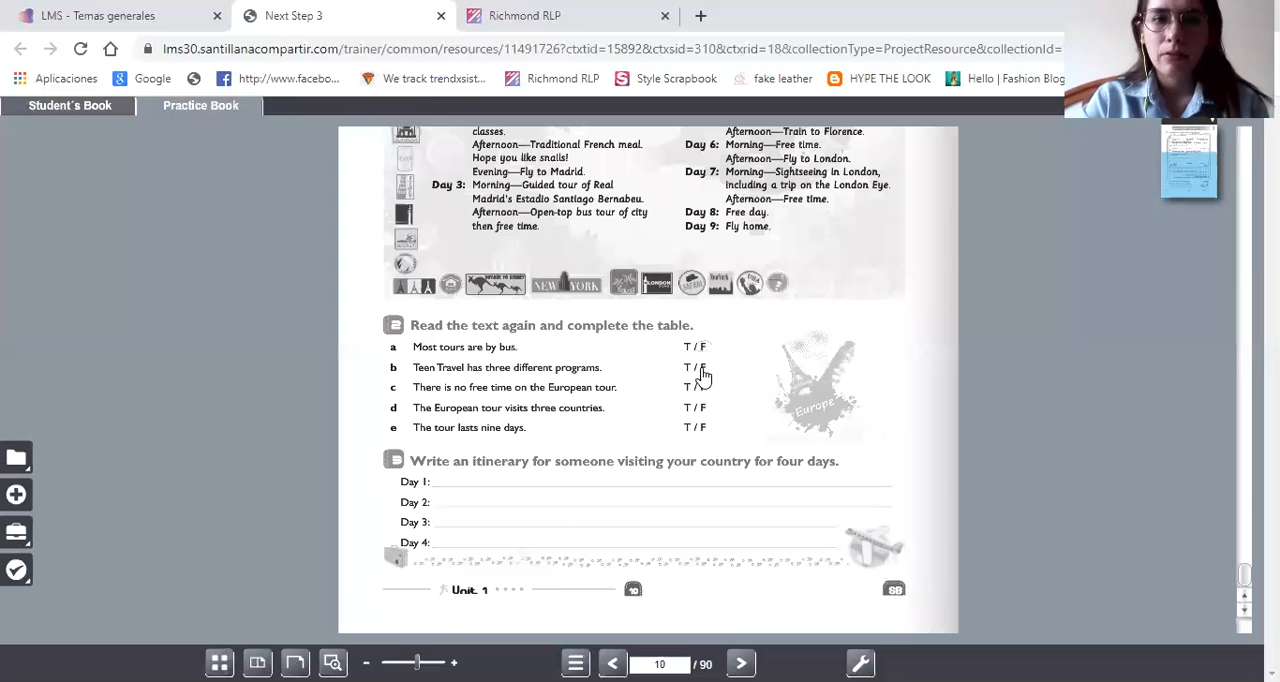 LMS - Temas generales
Next Step 3
Richmond RLP
lms30.santillanacompartir.com/trainer/common/resources/11491726?ctxtid=15892&ctxsid=310&ctxrid=18&collectionType=ProjectResource&collectionId=
Aplicaciones
Google
http://www.facebo...
We track trendxsist...
Richmond RLP
Style Scrapbook
fake leather
HYPE THE LOOK
Hello | Fashion Blog
Student´s Book
Practice Book
classes.
Afternoon—Traditional French meal.
Hope you like snails!
Evening—Fly to Madrid.
Day 3: Morning—Guided tour of Real
Madrid's Estadio Santiago Bernabeu.
Afternoon—Open-top bus tour of city
then free time.
Afternoon—Train to Florence.
Day 6: Morning—Free time.
Afternoon—Fly to London.
Day 7: Morning—Sightseeing in London,
including a trip on the London Eye.
Afternoon—Free time.
Day 8: Free day.
Day 9: Fly home.
NEW YORK
LONDON
2 Read the text again and complete the table.
a Most tours are by bus. T / F
b Teen Travel has three different programs. T / F
c There is no free time on the European tour. T /
d The European tour visits three countries. T / F
e The tour lasts nine days. T / F
Europe
3 Write an itinerary for someone visiting your country for four days.
Day 1:
Day 2:
Day 3:
Day 4:
Unit 1
10
SB
10 / 90